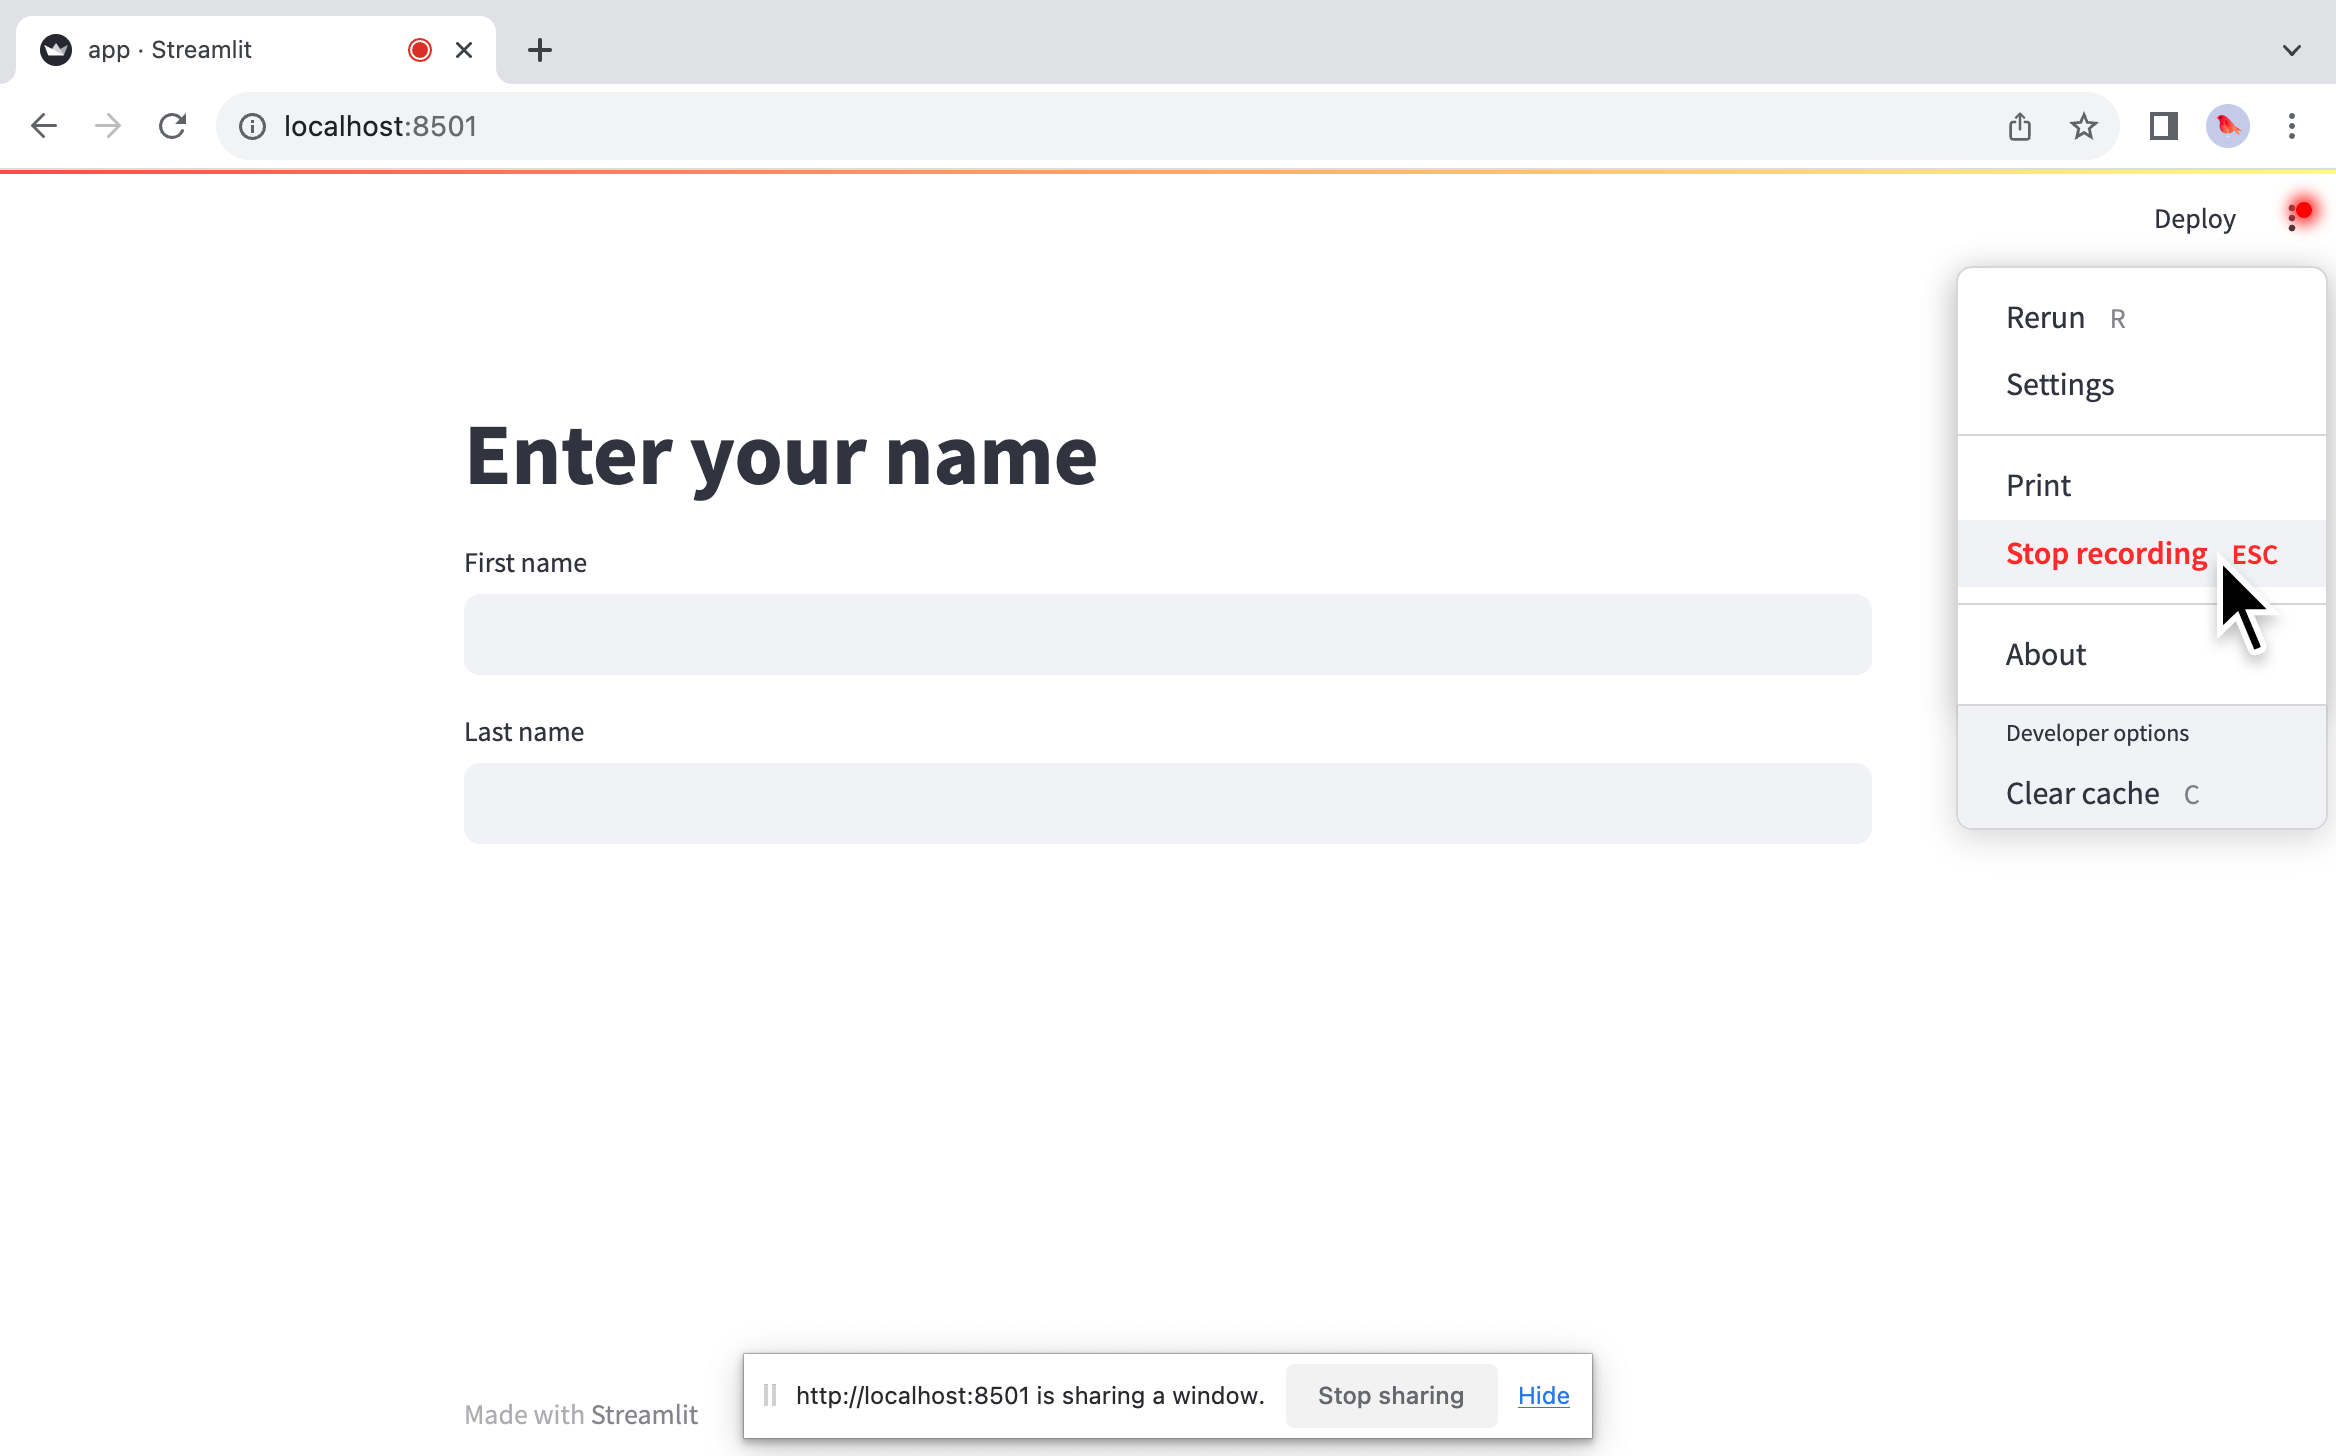 app · Streamlit
localhost:8501
Deploy
Rerun R
Settings
Print
Stop recording ESC
About
Developer options
Clear cache C
Enter your name
First name
Last name
Made with Streamlit
http://localhost:8501 is sharing a window. Stop sharing Hide